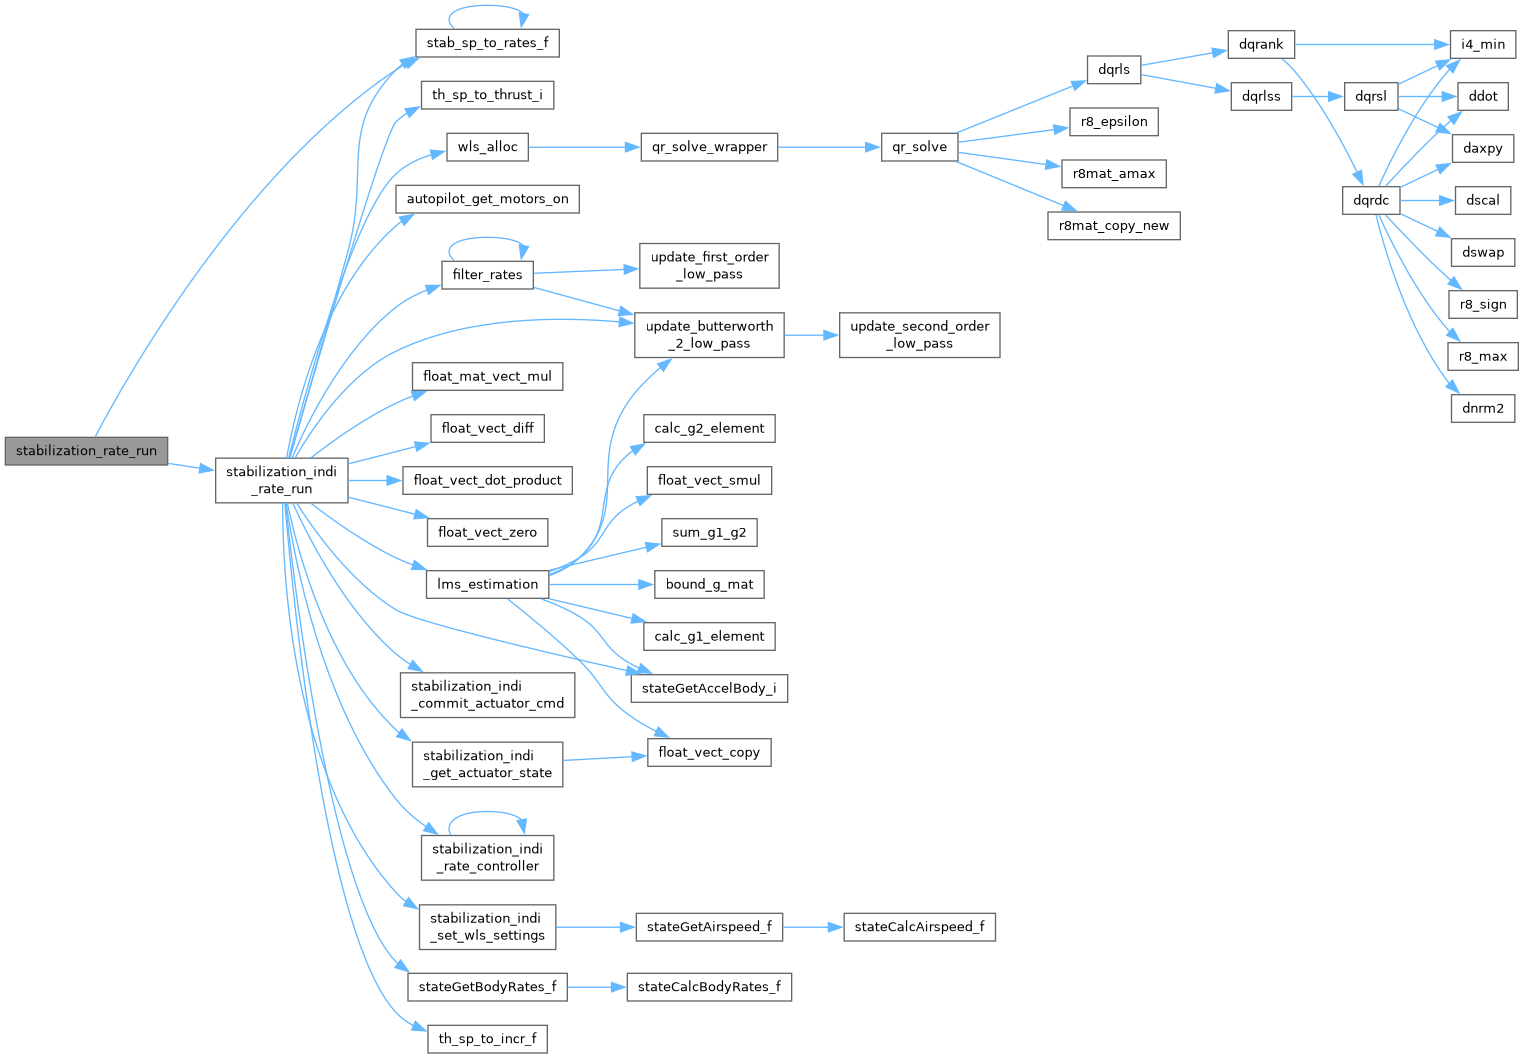 stabilization_rate_run
stabilization_indi
_rate_run
stab_sp_to_rates_f
th_sp_to_thrust_i
wls_alloc
autopilot_get_motors_on
filter_rates
float_mat_vect_mul
float_vect_diff
float_vect_dot_product
float_vect_zero
lms_estimation
stabilization_indi
_commit_actuator_cmd
stabilization_indi
_get_actuator_state
stabilization_indi
_rate_controller
stabilization_indi
_set_wls_settings
stateGetBodyRates_f
th_sp_to_incr_f
qr_solve_wrapper
update_first_order
_low_pass
update_butterworth
_2_low_pass
calc_g2_element
float_vect_smul
sum_g1_g2
bound_g_mat
calc_g1_element
stateGetAccelBody_i
float_vect_copy
stateGetAirspeed_f
stateCalcBodyRates_f
qr_solve
update_second_order
_low_pass
stateCalcAirspeed_f
dqrls
r8_epsilon
r8mat_amax
r8mat_copy_new
dqrank
dqrlss
dqrsl
dqrdc
i4_min
ddot
daxpy
dscal
dswap
r8_sign
r8_max
dnrm2